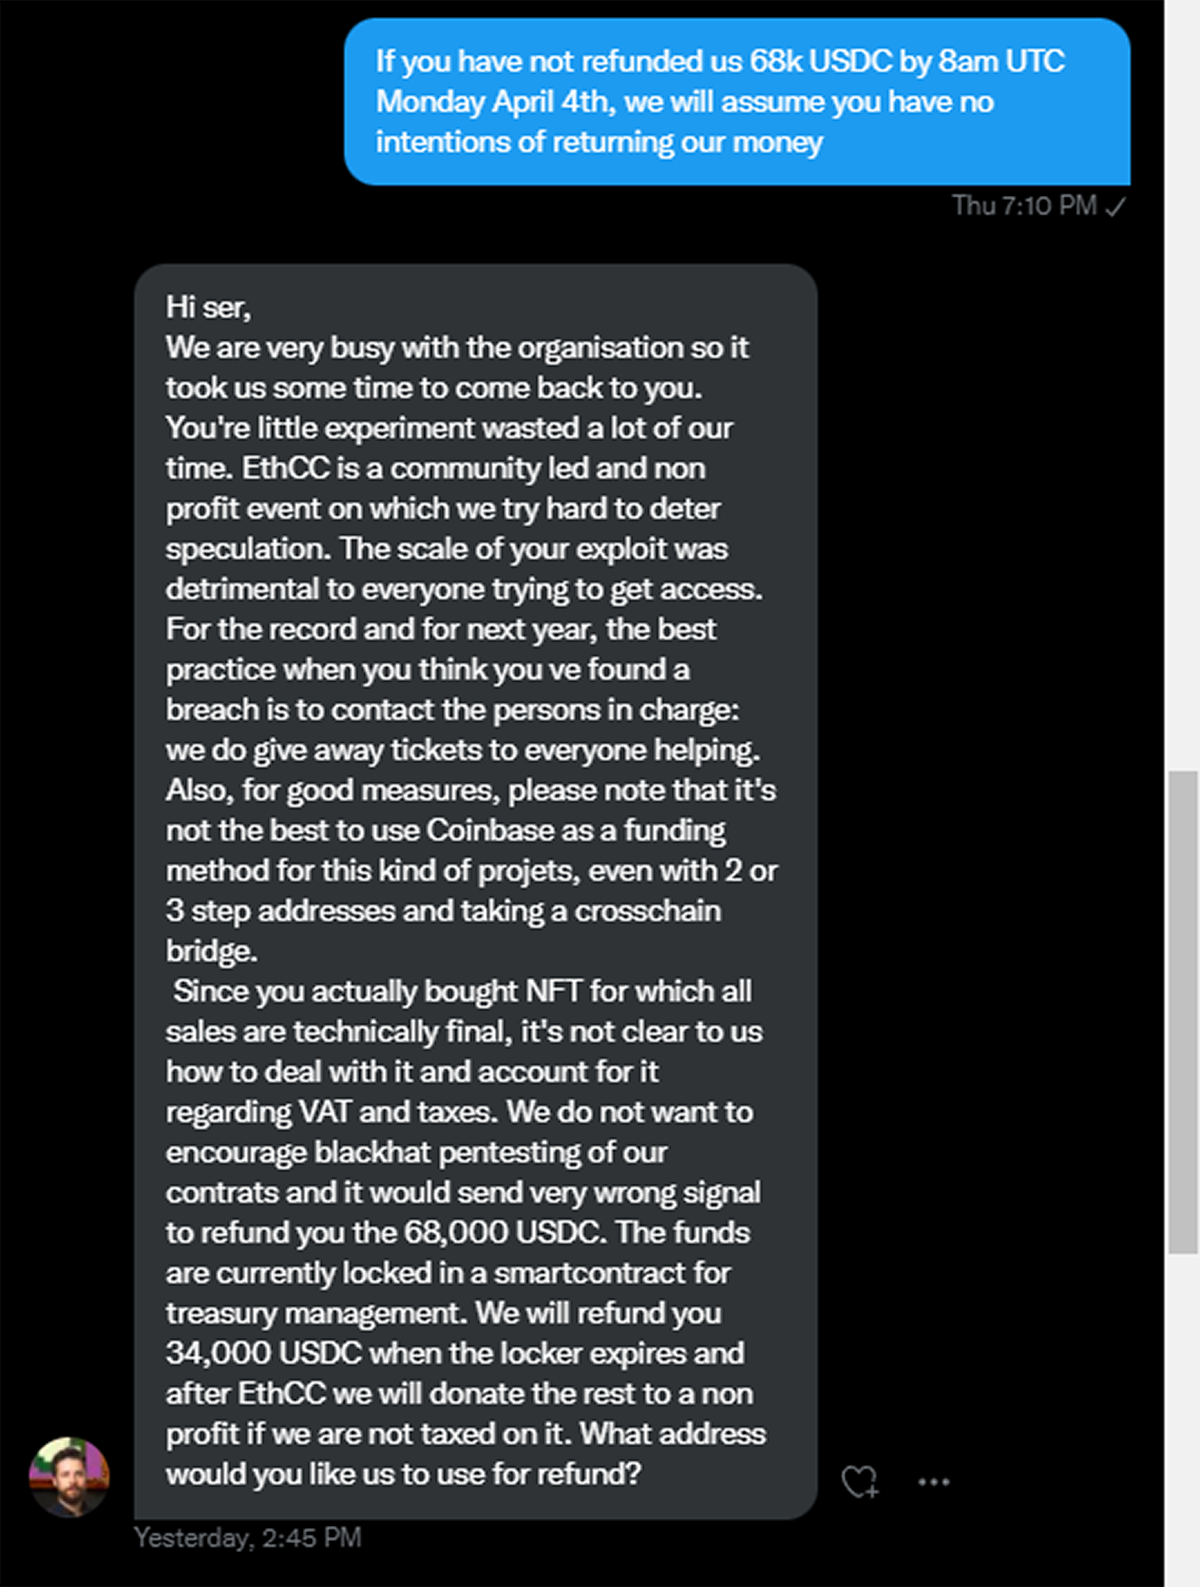 If you have not refunded us 68k USDC by 8am UTC
Monday April 4th, we will assume you have no
intentions of returning our money
Thu 7:10 PM ✓
Hi ser,
We are very busy with the organisation so it
took us some time to come back to you.
You're little experiment wasted a lot of our
time. EthCC is a community led and non
profit event on which we try hard to deter
speculation. The scale of your exploit was
detrimental to everyone trying to get access.
For the record and for next year, the best
practice when you think you ve found a
breach is to contact the persons in charge:
we do give away tickets to everyone helping.
Also, for good measures, please note that it's
not the best to use Coinbase as a funding
method for this kind of projets, even with 2 or
3 step addresses and taking a crosschain
bridge.
Since you actually bought NFT for which all
sales are technically final, it's not clear to us
how to deal with it and account for it
regarding VAT and taxes. We do not want to
encourage blackhat pentesting of our
contrats and it would send very wrong signal
to refund you the 68,000 USDC. The funds
are currently locked in a smartcontract for
treasury management. We will refund you
34,000 USDC when the locker expires and
after EthCC we will donate the rest to a non
profit if we are not taxed on it. What address
would you like us to use for refund?
Yesterday, 2:45 PM